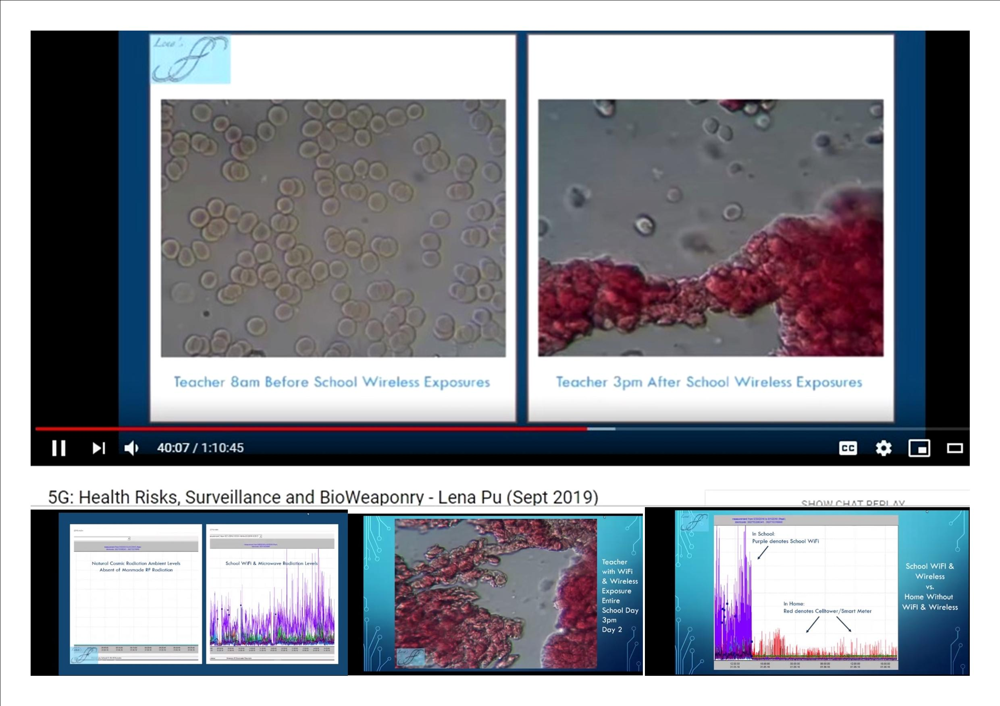 Teacher 8am Before School Wireless Exposures
Teacher 3pm After School Wireless Exposures
40:07 / 1:10:45
CC
5G: Health Risks, Surveillance and BioWeaponry - Lena Pu (Sept 2019)
SHOW CHAT REPLAY
Natural Cosmic Radiation Ambient Levels
Absent of Manmade RF Radiation
School WiFi & Microwave Radiation Levels
Teacher
with WiFi
& Wireless
Exposure
Entire
School Day
3pm
Day 2
In School:
Purple denotes School WiFi
In Home:
Red denotes Celltower/Smart Meter
School WiFI &
Wireless
vs.
Home Without
WiFI & Wireless